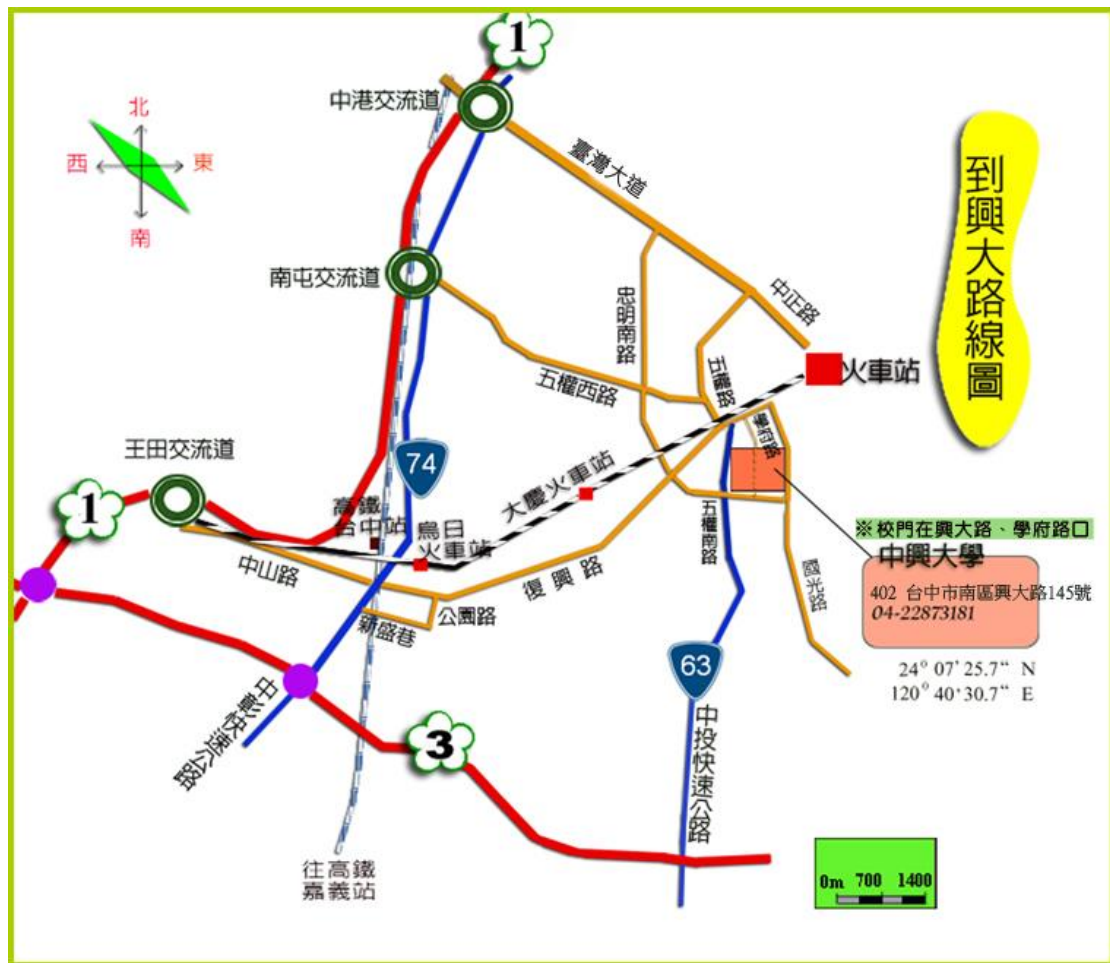 1
中港交流道
北
西
東
南
臺灣大道
到興大路線圖
南屯交流道
忠明南路
中正路
五權西路
五權路
火車站
學府路
王田交流道
74
1
高鐵
台中站
烏日
火車站
大慶火車站
五權南路
※校門在興大路、學府路口
中興大學
402 台中市南區興大路145號
04-22873181
中山路
復興路
國光路
公園路
新盛巷
24° 07' 25.7" N
120° 40' 30.7" E
63
中彰快速公路
3
中投快速公路
往高鐵
嘉義站
0m 700 1400